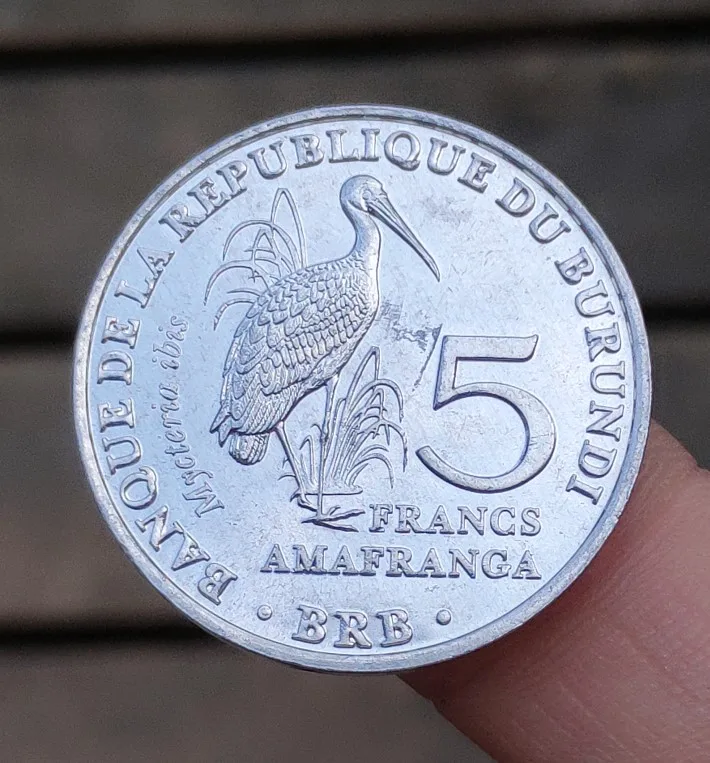 BANQUE DE LA REPUBLIQUE DU BURUNDI
Mycteria ibis
5
FRANCS
AMAFRANGA
• BRB •